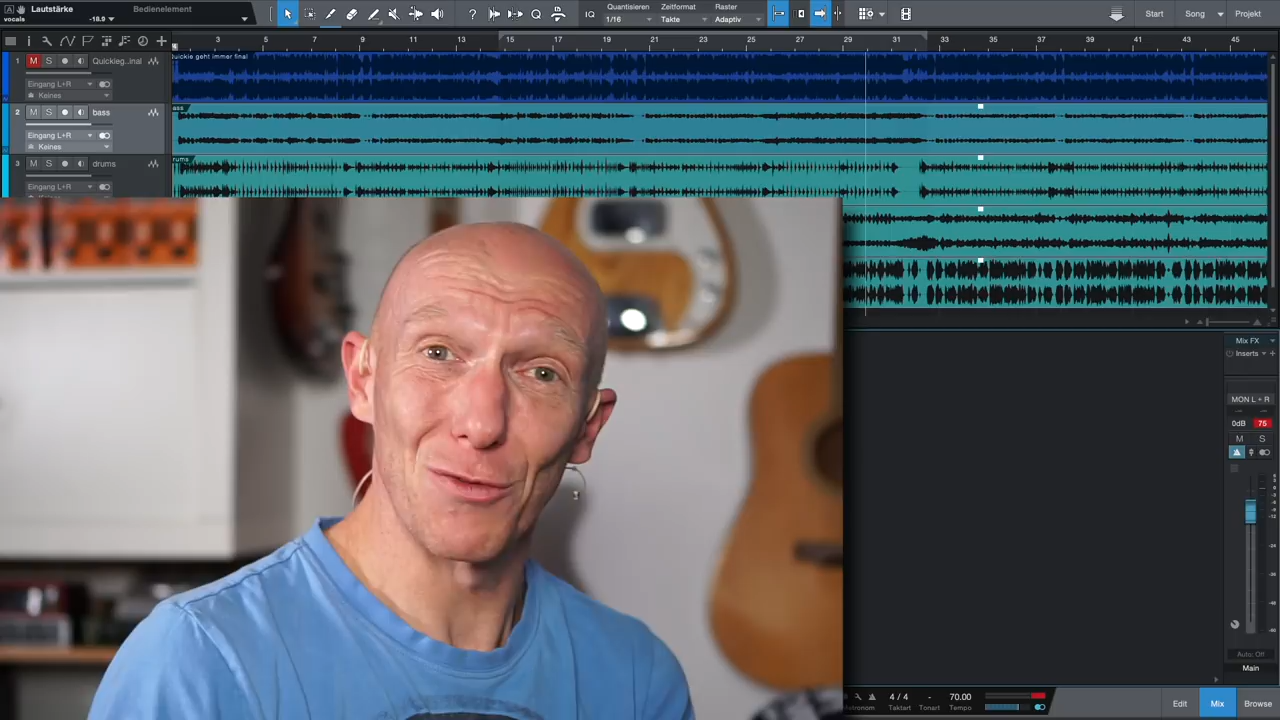 Lautstärke
Bedienelement
vocals
-18.9
IQ
Quantisieren
Zeitformat
Raster
1/16
Takte
Adaptiv
Start
Song
Projekt
3 5 7 9 11 13 15 17 19 21 23 25 27 29 31 33 35 37 39 41 43 45
1 M S Quickieg..inal
Eingang L+R
Keines
Quickie geht immer final
2 M S bass
Eingang L+R
Keines
3 M S drums
Eingang L+R
Mix FX
Inserts
MON L + R
0dB 75
M S
Auto: Off
Main
4 / 4 - 70.00
Taktart Tonart Tempo
Edit Mix Browse